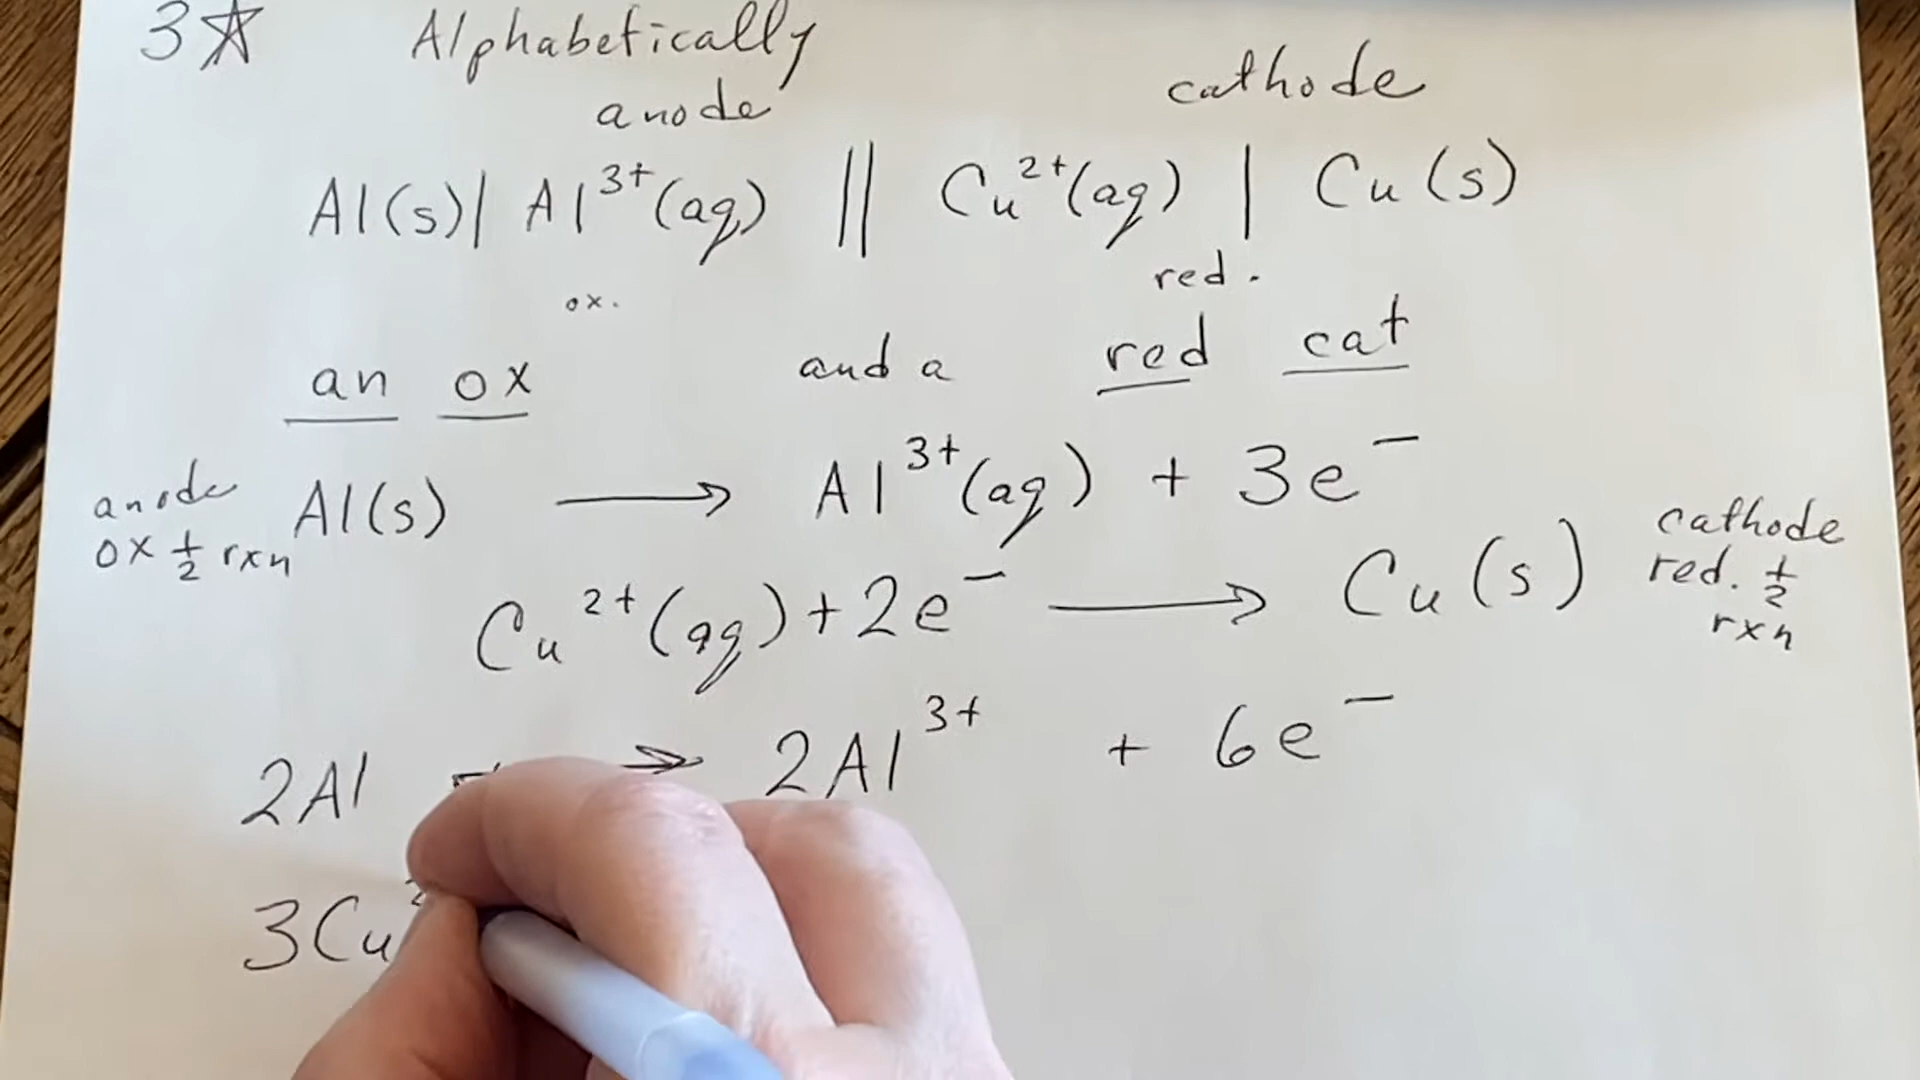 3☆ Alphabetically
anode cathode
Al(s)| Al³⁺(aq) || Cu²⁺(aq) | Cu(s)
ox. red.
an ox and a red cat
anode Al(s) → Al³⁺(aq) + 3e⁻
ox ½ rxn
Cu²⁺(aq) + 2e⁻ → Cu(s)
cathode
red. ½
rxn
2Al → 2Al³⁺ + 6e⁻
3Cu²